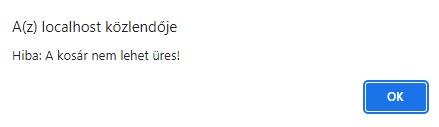 A(z) localhost közlendője
Hiba: A kosár nem lehet üres!
OK